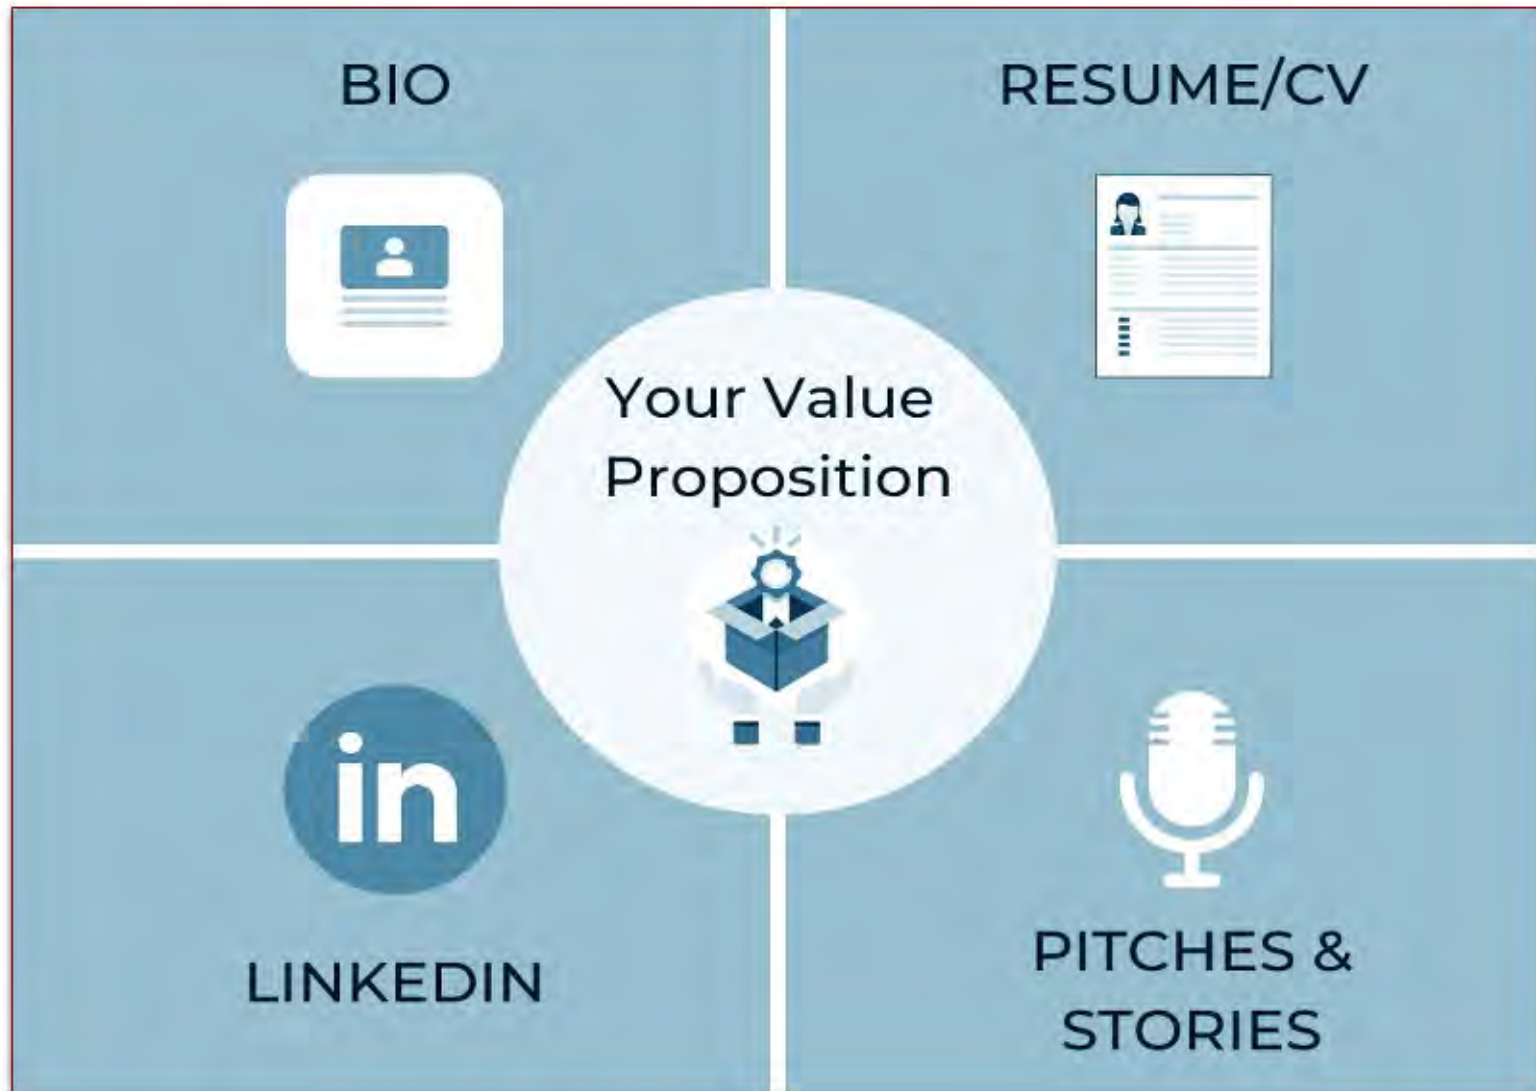 BIO
RESUME/CV
Your Value
Proposition
in
LINKEDIN
PITCHES &
STORIES